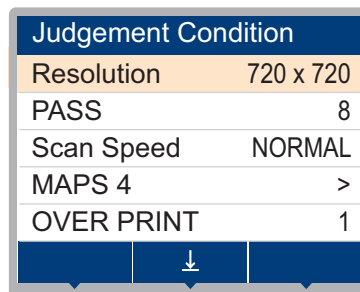 Judgement Condition
Resolution 720 x 720
PASS 8
Scan Speed NORMAL
MAPS 4 >
OVER PRINT 1